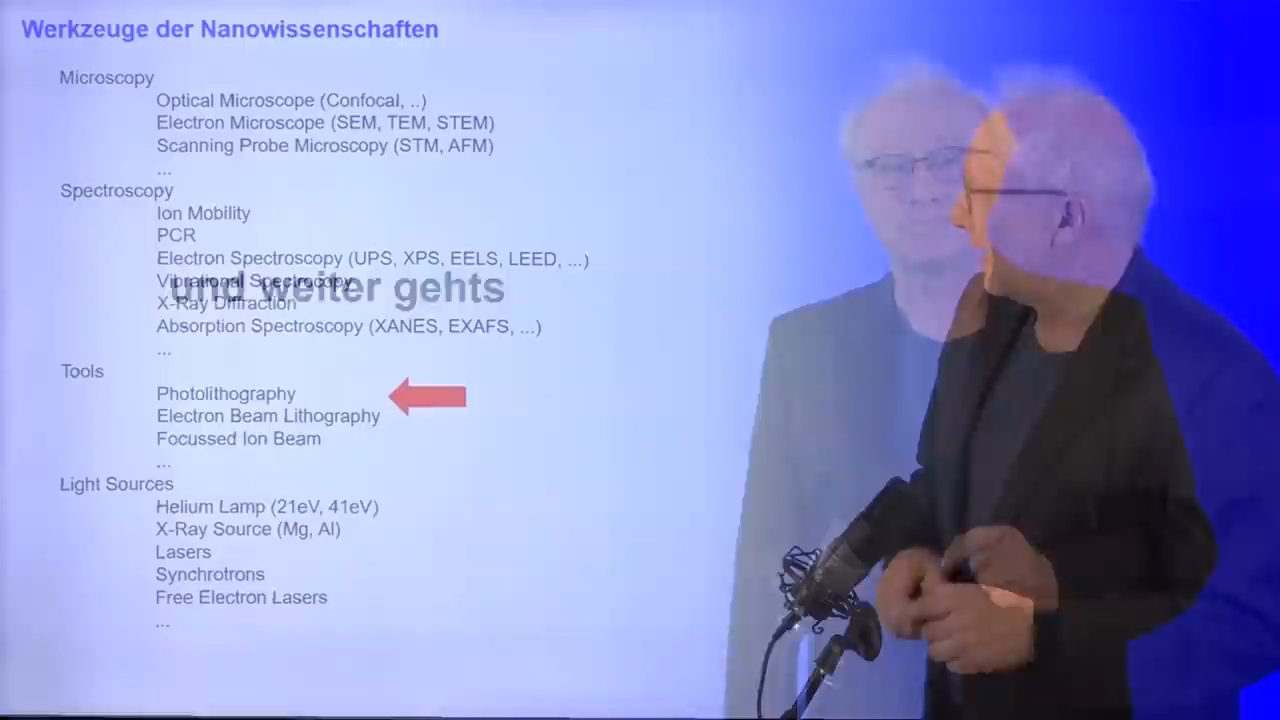 Werkzeuge der Nanowissenschaften
Microscopy
Optical Microscope (Confocal, ..)
Electron Microscope (SEM, TEM, STEM)
Scanning Probe Microscopy (STM, AFM)
...
Spectroscopy
Ion Mobility
PCR
Electron Spectroscopy (UPS, XPS, EELS, LEED, ...)
Vibrational Spectrocopy
und weiter gehts
X-Ray Diffraction
Absorption Spectroscopy (XANES, EXAFS, ...)
...
Tools
Photolithography
Electron Beam Lithography
Focussed Ion Beam
...
Light Sources
Helium Lamp (21eV, 41eV)
X-Ray Source (Mg, Al)
Lasers
Synchrotrons
Free Electron Lasers
...